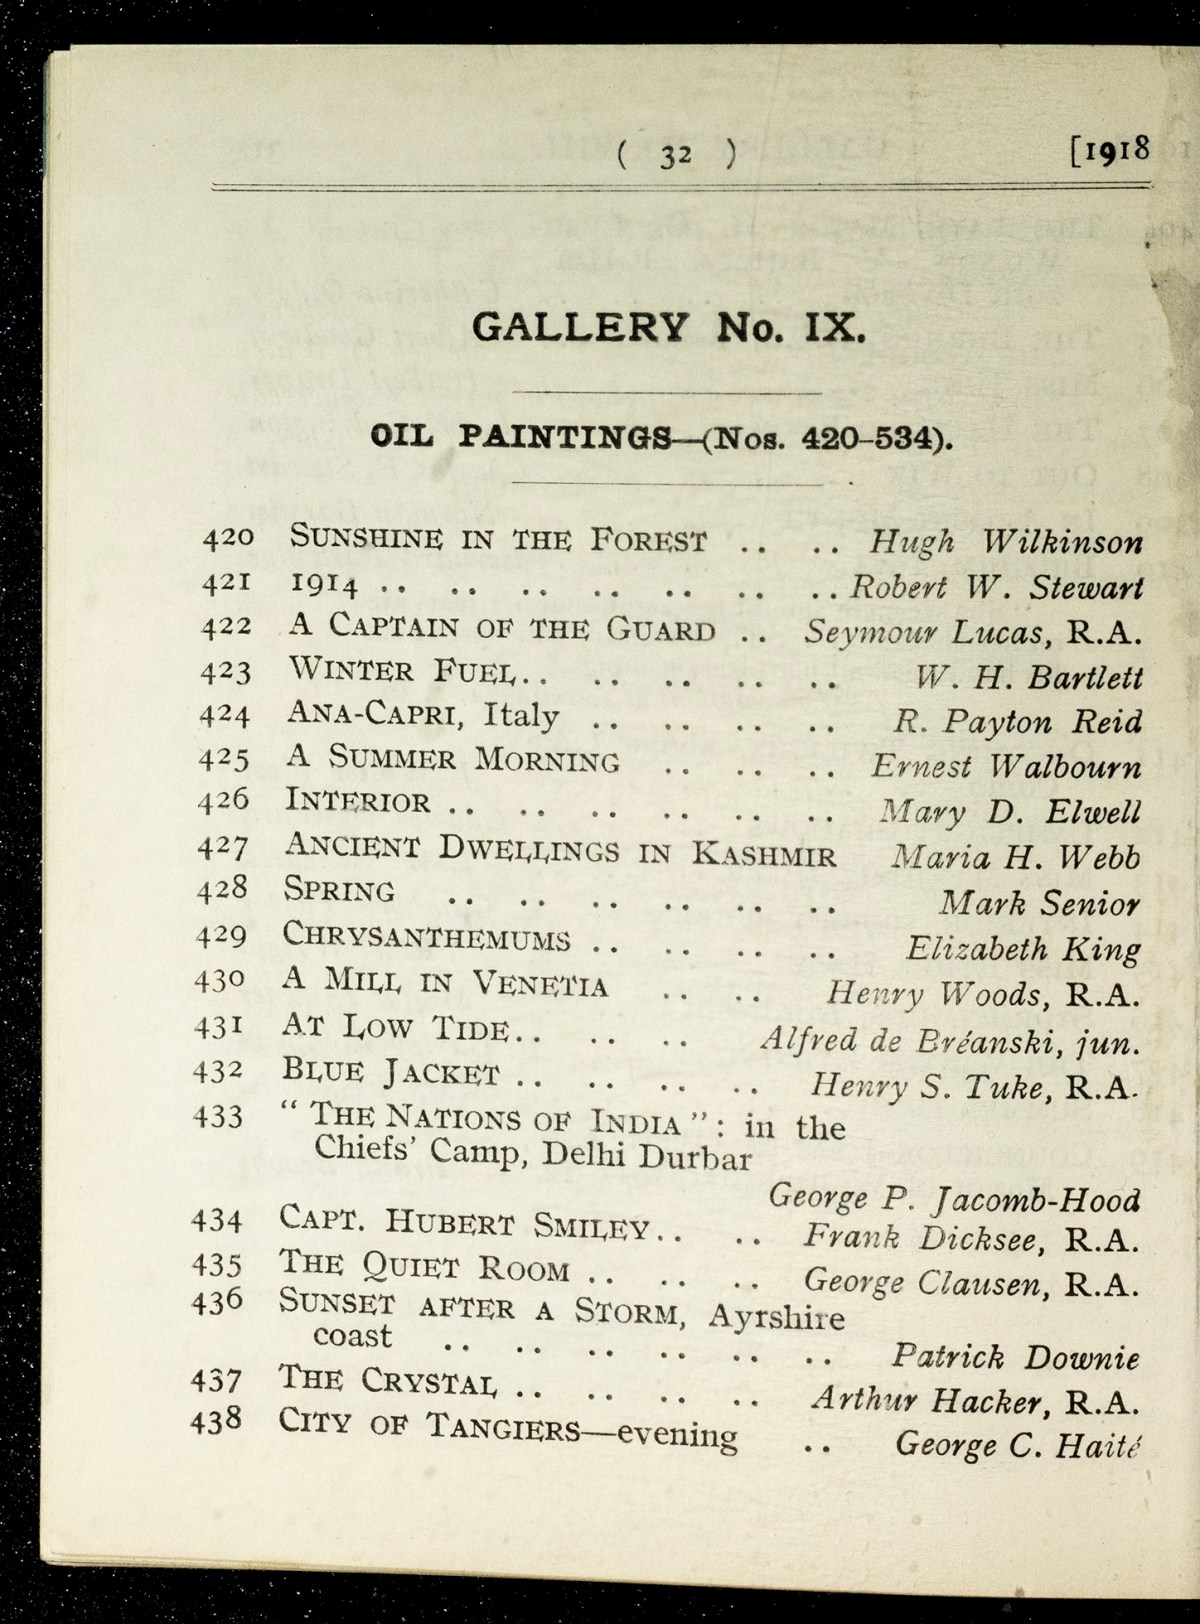 ( 32 ) [1918
GALLERY No. IX.
OIL PAINTINGS—(Nos. 420-534).
420 SUNSHINE IN THE FOREST .. .. Hugh Wilkinson
421 1914 .. .. .. .. .. .. .. Robert W. Stewart
422 A CAPTAIN OF THE GUARD .. Seymour Lucas, R.A.
423 WINTER FUEL.. .. .. .. .. W. H. Bartlett
424 ANA-CAPRI, Italy .. .. .. .. R. Payton Reid
425 A SUMMER MORNING .. .. .. Ernest Walbourn
426 INTERIOR .. .. .. .. .. .. Mary D. Elwell
427 ANCIENT DWELLINGS IN KASHMIR Maria H. Webb
428 SPRING .. .. .. .. .. .. Mark Senior
429 CHRYSANTHEMUMS .. .. .. .. Elizabeth King
430 A MILL IN VENETIA .. .. Henry Woods, R.A.
431 AT LOW TIDE.. .. .. Alfred de Bréanski, jun.
432 BLUE JACKET .. .. .. .. Henry S. Tuke, R.A.
433 “ THE NATIONS OF INDIA ” : in the
Chiefs’ Camp, Delhi Durbar
George P. Jacomb-Hood
434 CAPT. HUBERT SMILEY.. .. Frank Dicksee, R.A.
435 THE QUIET ROOM .. .. .. George Clausen, R.A.
436 SUNSET AFTER A STORM, Ayrshire
coast .. .. .. .. .. .. Patrick Downie
437 THE CRYSTAL .. .. .. .. Arthur Hacker, R.A.
438 CITY OF TANGIERS—evening .. George C. Haité